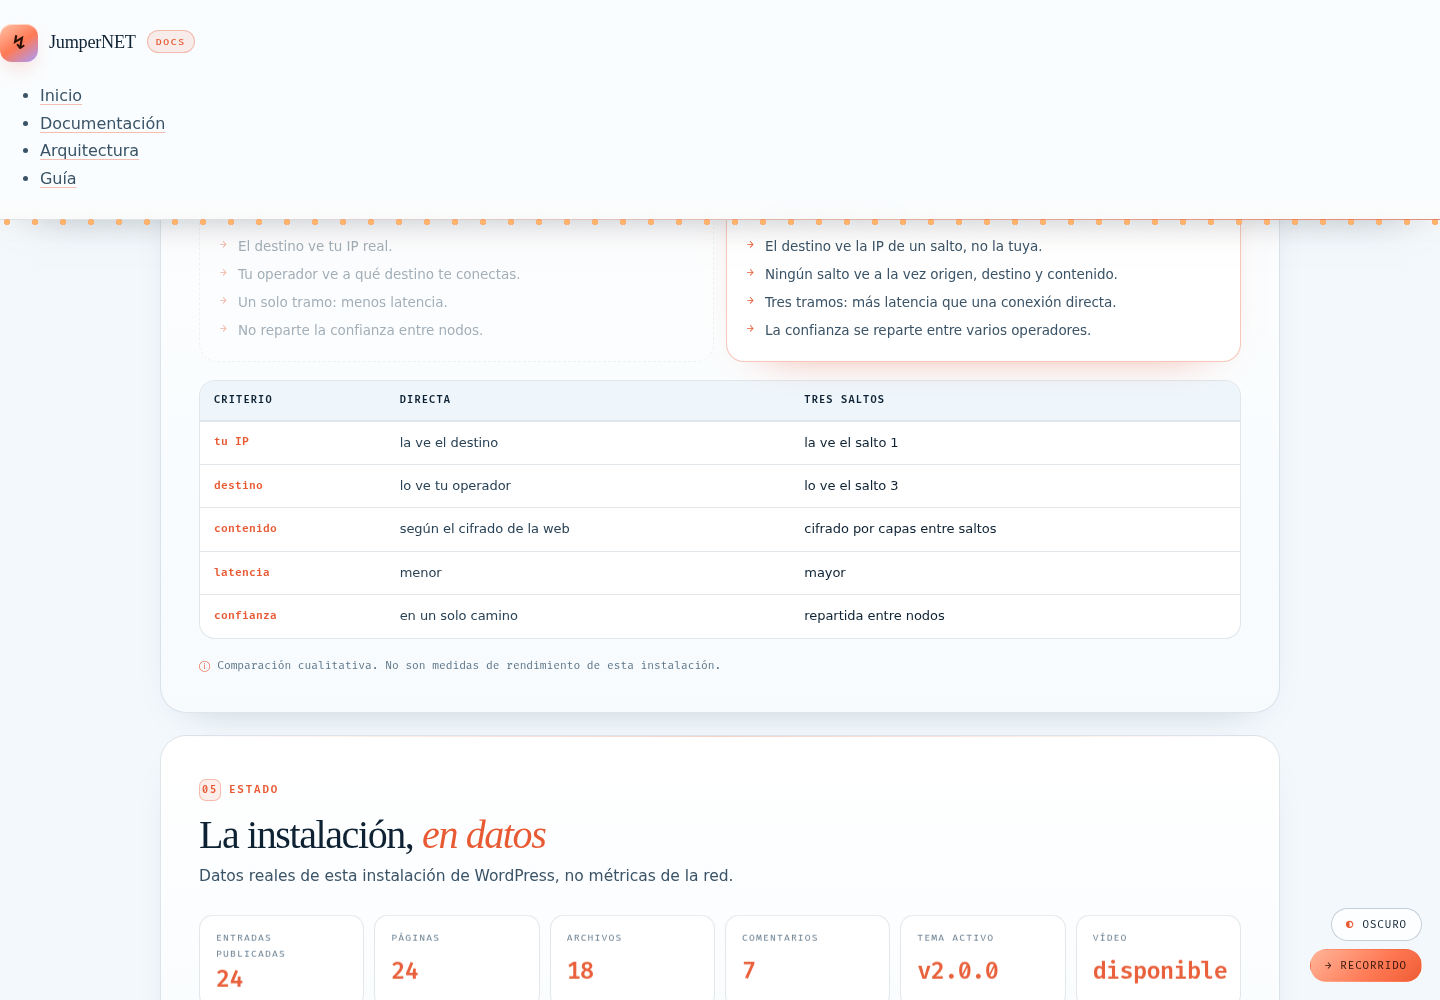 JumperNET DOCS
Inicio
Documentación
Arquitectura
Guía
→ El destino ve tu IP real.
→ Tu operador ve a qué destino te conectas.
→ Un solo tramo: menos latencia.
→ No reparte la confianza entre nodos.
→ El destino ve la IP de un salto, no la tuya.
→ Ningún salto ve a la vez origen, destino y contenido.
→ Tres tramos: más latencia que una conexión directa.
→ La confianza se reparte entre varios operadores.
CRITERIO DIRECTA TRES SALTOS
tu IP la ve el destino la ve el salto 1
destino lo ve tu operador lo ve el salto 3
contenido según el cifrado de la web cifrado por capas entre saltos
latencia menor mayor
confianza en un solo camino repartida entre nodos
ⓘ Comparación cualitativa. No son medidas de rendimiento de esta instalación.
05 ESTADO
La instalación, en datos
Datos reales de esta instalación de WordPress, no métricas de la red.
ENTRADAS
PUBLICADAS
24
PÁGINAS
24
ARCHIVOS
18
COMENTARIOS
7
TEMA ACTIVO
v2.0.0
VÍDEO
disponible
◐ OSCURO
→ RECORRIDO